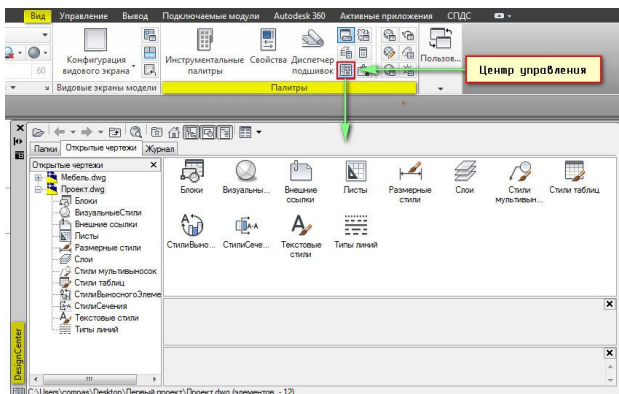 Вид Управление Вывод Подключаемые модули Autodesk 360 Активные приложения СПДС
60
Конфигурация видового экрана
Инструментальные палитры
Свойства
Диспетчер подшивок
Пользов...
Видовые экраны модели
Палитры
Центр управления
Папки Открытые чертежи Журнал
Открытые чертежи
Мебель.dwg
Проект.dwg
Блоки
ВизуальныеСтили
Внешние ссылки
Листы
Размерные стили
Слои
Стили мультивыносок
Стили таблиц
СтилиВыносногоЭлеме
СтилиСечения
Текстовые стили
Типы линий
Блоки
Визуальны...
Внешние ссылки
Листы
Размерные стили
Слои
Стили мультивын...
Стили таблиц
СтилиВыно...
СтилиСече...
Текстовые стили
Типы линий
DesignCenter
C:\Users\compas\Desktop\Первый проект\Проект.dwg (элементов - 12)